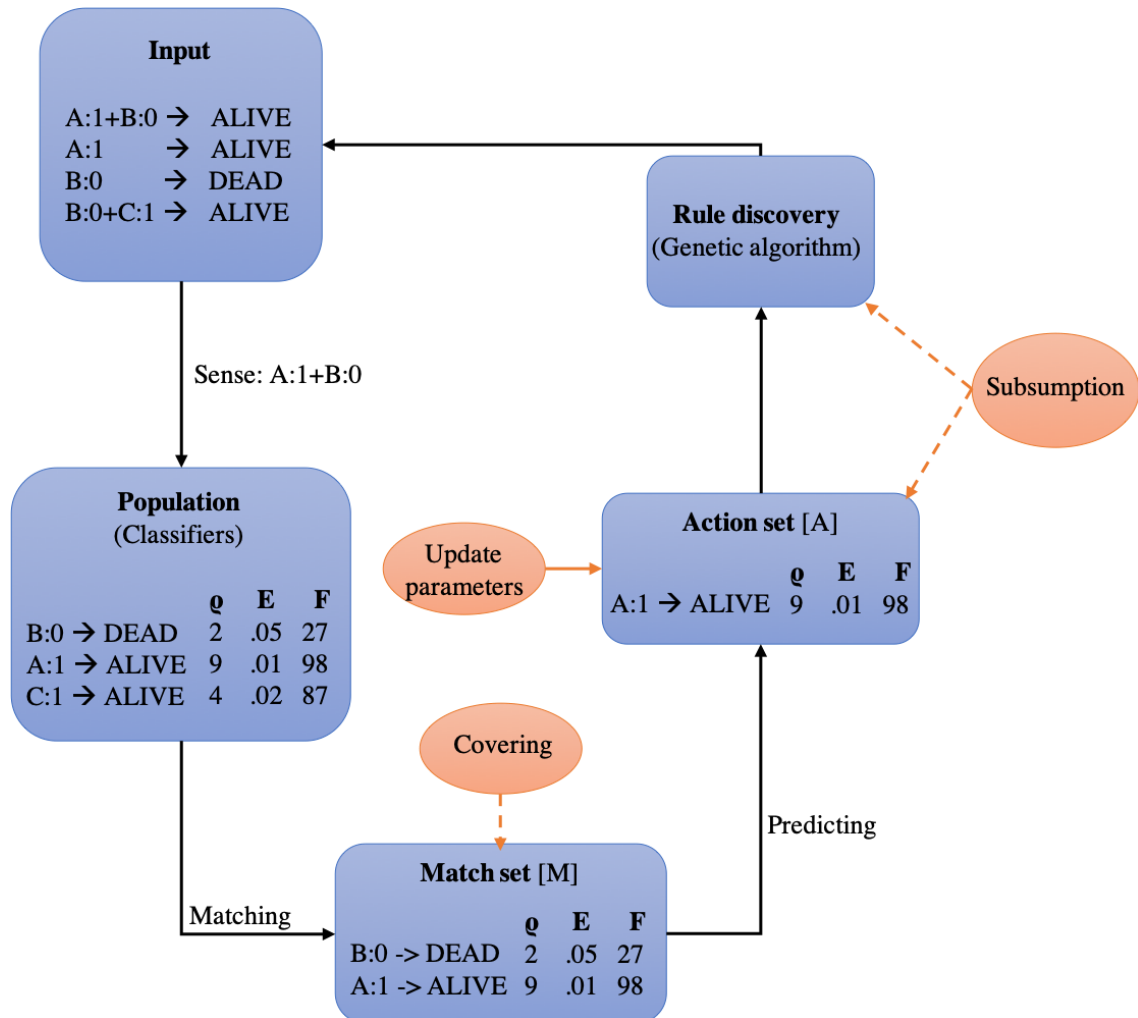 Input
A:1+B:0 → ALIVE
A:1 → ALIVE
B:0 → DEAD
B:0+C:1 → ALIVE
Rule discovery
(Genetic algorithm)
Sense: A:1+B:0
Subsumption
Population
(Classifiers)
ϱ E F
B:0 → DEAD 2 .05 27
A:1 → ALIVE 9 .01 98
C:1 → ALIVE 4 .02 87
Update
parameters
Action set [A]
ϱ E F
A:1 → ALIVE 9 .01 98
Covering
Predicting
Matching
Match set [M]
ϱ E F
B:0 -> DEAD 2 .05 27
A:1 -> ALIVE 9 .01 98